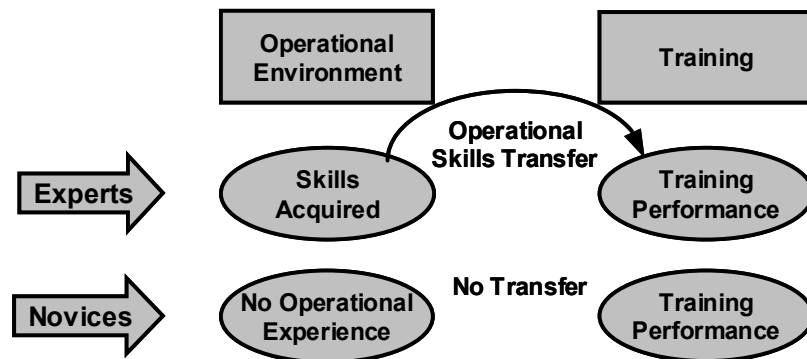 Operational
Environment
Training
Operational
Skills Transfer
Experts
Skills
Acquired
Training
Performance
Novices
No Operational
Experience
No Transfer
Training
Performance